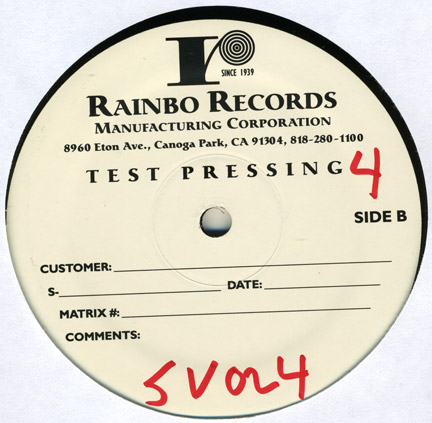 r
SINCE 1939
RAINBO RECORDS
MANUFACTURING CORPORATION
8960 Eton Ave., Canoga Park, CA 91304, 818-280-1100
TEST PRESSING 4
SIDE B
CUSTOMER:
S- DATE:
MATRIX #:
COMMENTS: